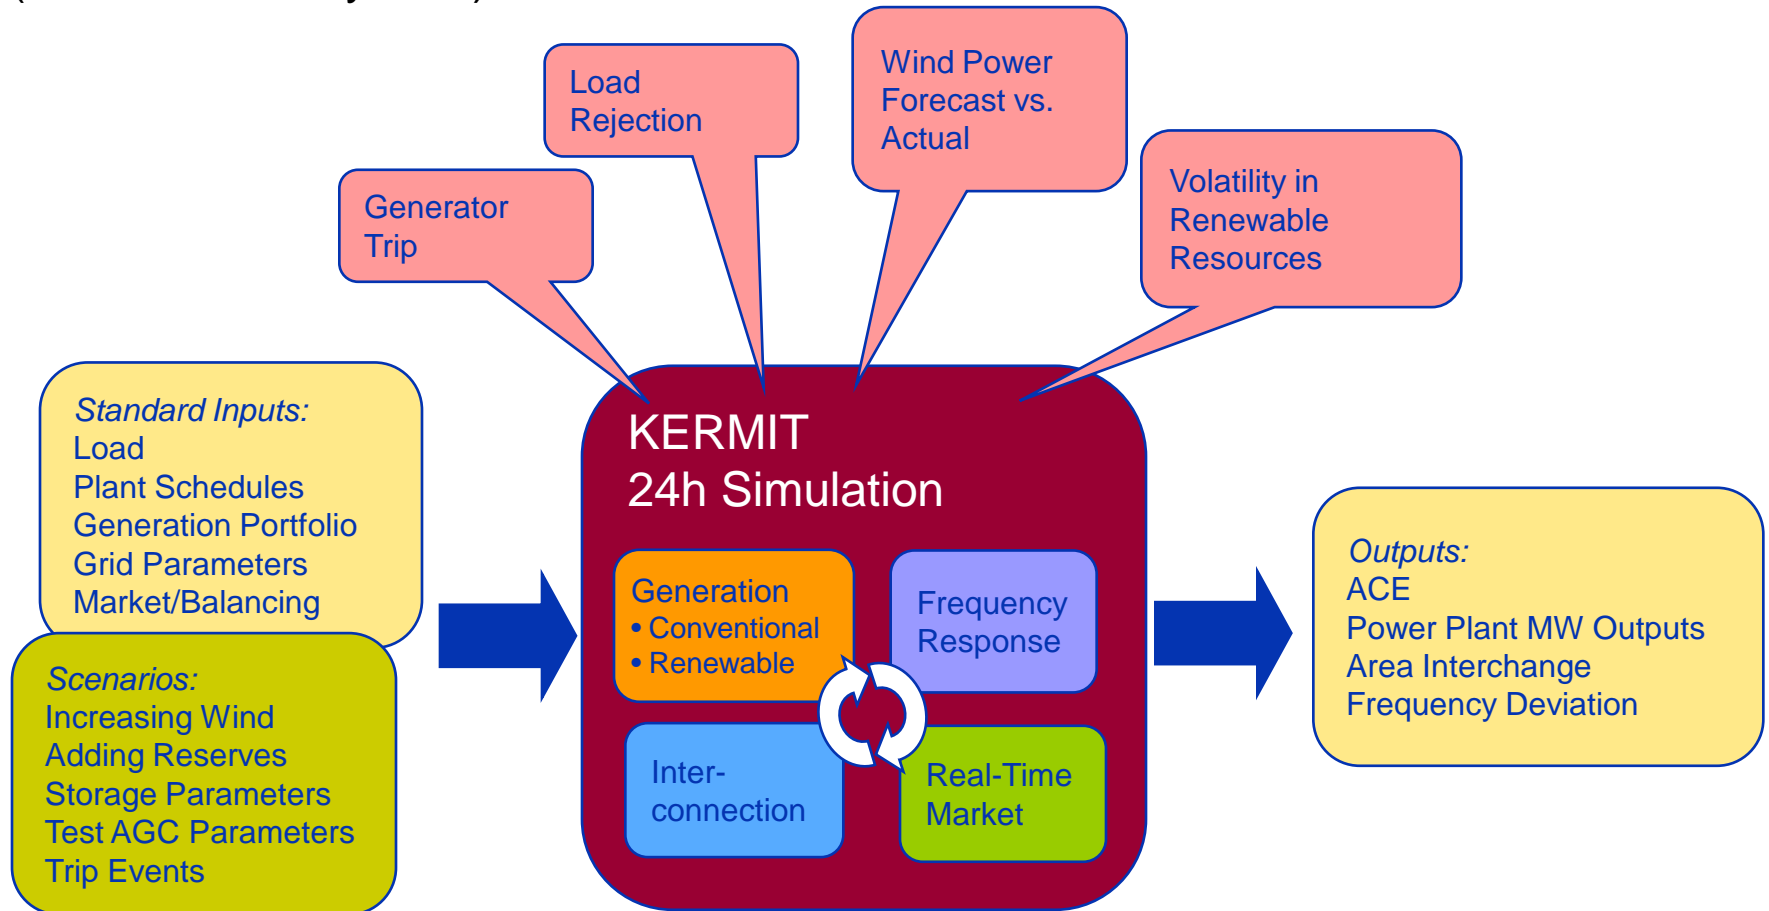 Load
Rejection
Wind Power
Forecast vs.
Actual
Generator
Trip
Volatility in
Renewable
Resources
Standard Inputs:
Load
Plant Schedules
Generation Portfolio
Grid Parameters
Market/Balancing
Scenarios:
Increasing Wind
Adding Reserves
Storage Parameters
Test AGC Parameters
Trip Events
KERMIT
24h Simulation
Generation
• Conventional
• Renewable
Frequency
Response
Inter-
connection
Real-Time
Market
Outputs:
ACE
Power Plant MW Outputs
Area Interchange
Frequency Deviation